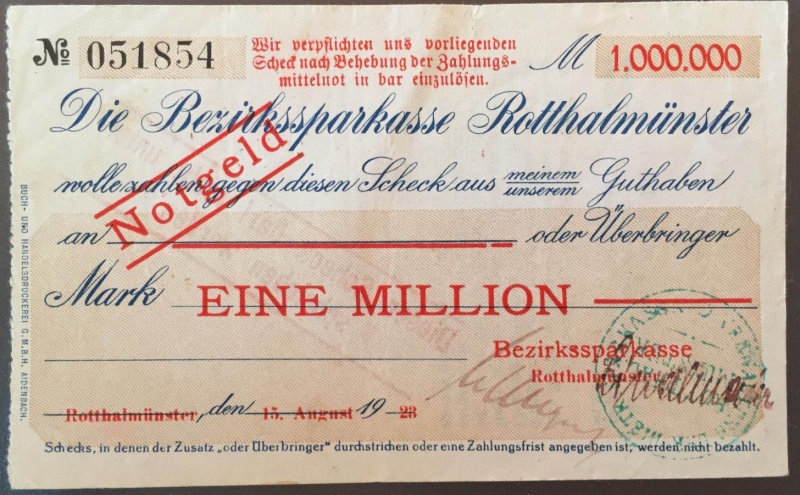 № 051854
Wir verpflichten uns vorliegenden
Scheck nach Behebung der Zahlungs-
mittelnot in bar einzulösen.
M 1.000,000
Die Bezirkssparkasse Rotthalmünster
Notgeld
wolle zahlen gegen diesen Scheck aus meinem
unserem Guthaben
an oder Überbringer
Mark EINE MILLION
Bezirkssparkasse
Rotthalmünster
Rotthalmünster, den 15. August 19 23
Schecks, in denen der Zusatz „oder Überbringer" durchstrichen oder eine Zahlungsfrist angegeben ist, werden nicht bezahlt.
BUCH- UND HANDELSDRUCKEREI G.M.B.H. AIDENBACH.